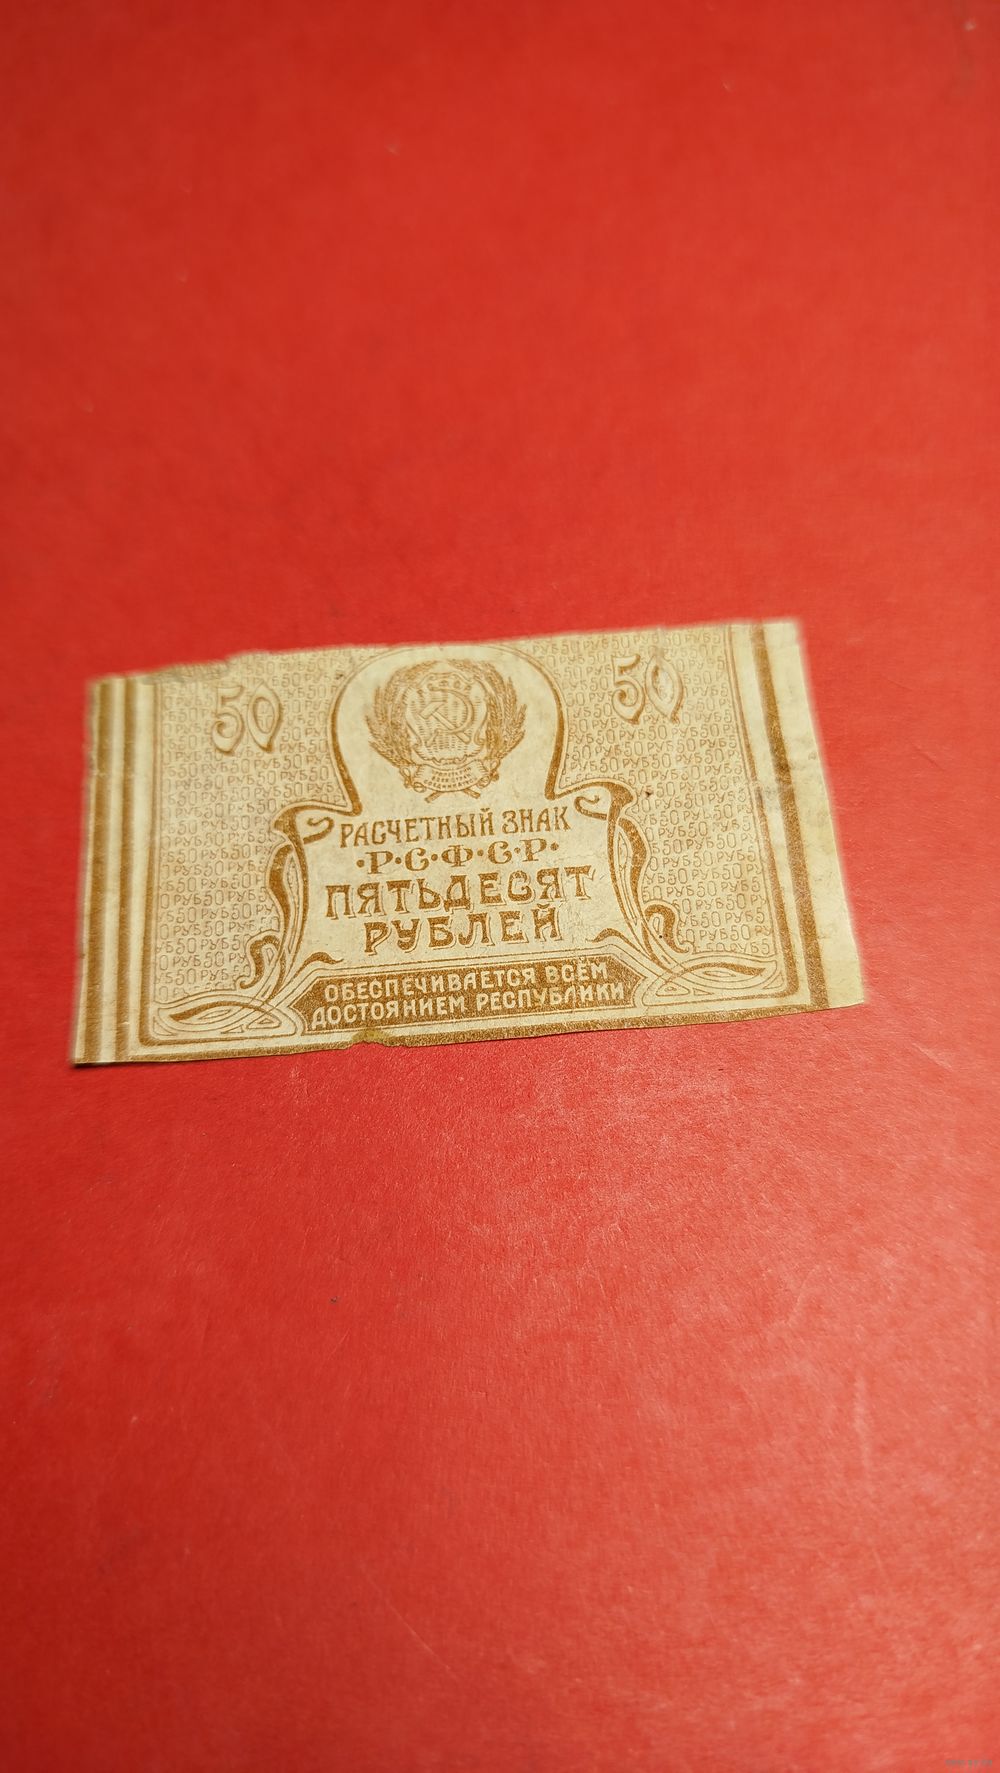 50 50
РАСЧЕТНЫЙ ЗНАК
·Р·С·Ф·С·Р·
ПЯТЬДЕСЯТ
РУБЛЕЙ
ОБЕСПЕЧИВАЕТСЯ ВСЕМ
ДОСТОЯНИЕМ РЕСПУБЛИКИ